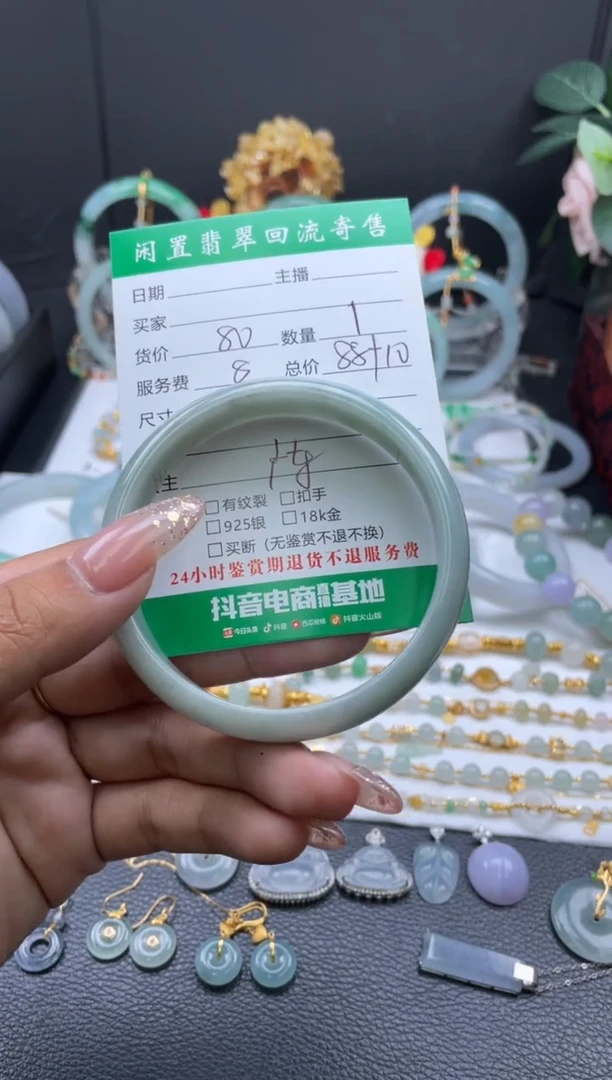 闲置翡翠回流寄售
日期 主播
买家
货价 80 数量 1
服务费 8 总价 88+10
尺寸
主
□有纹裂 □扣手
□925银 □18k金
□买断（无鉴赏不退不换）
24小时鉴赏期退货不退服务费
抖音电商直播基地
今日头条 抖音 西瓜视频 抖音火山版